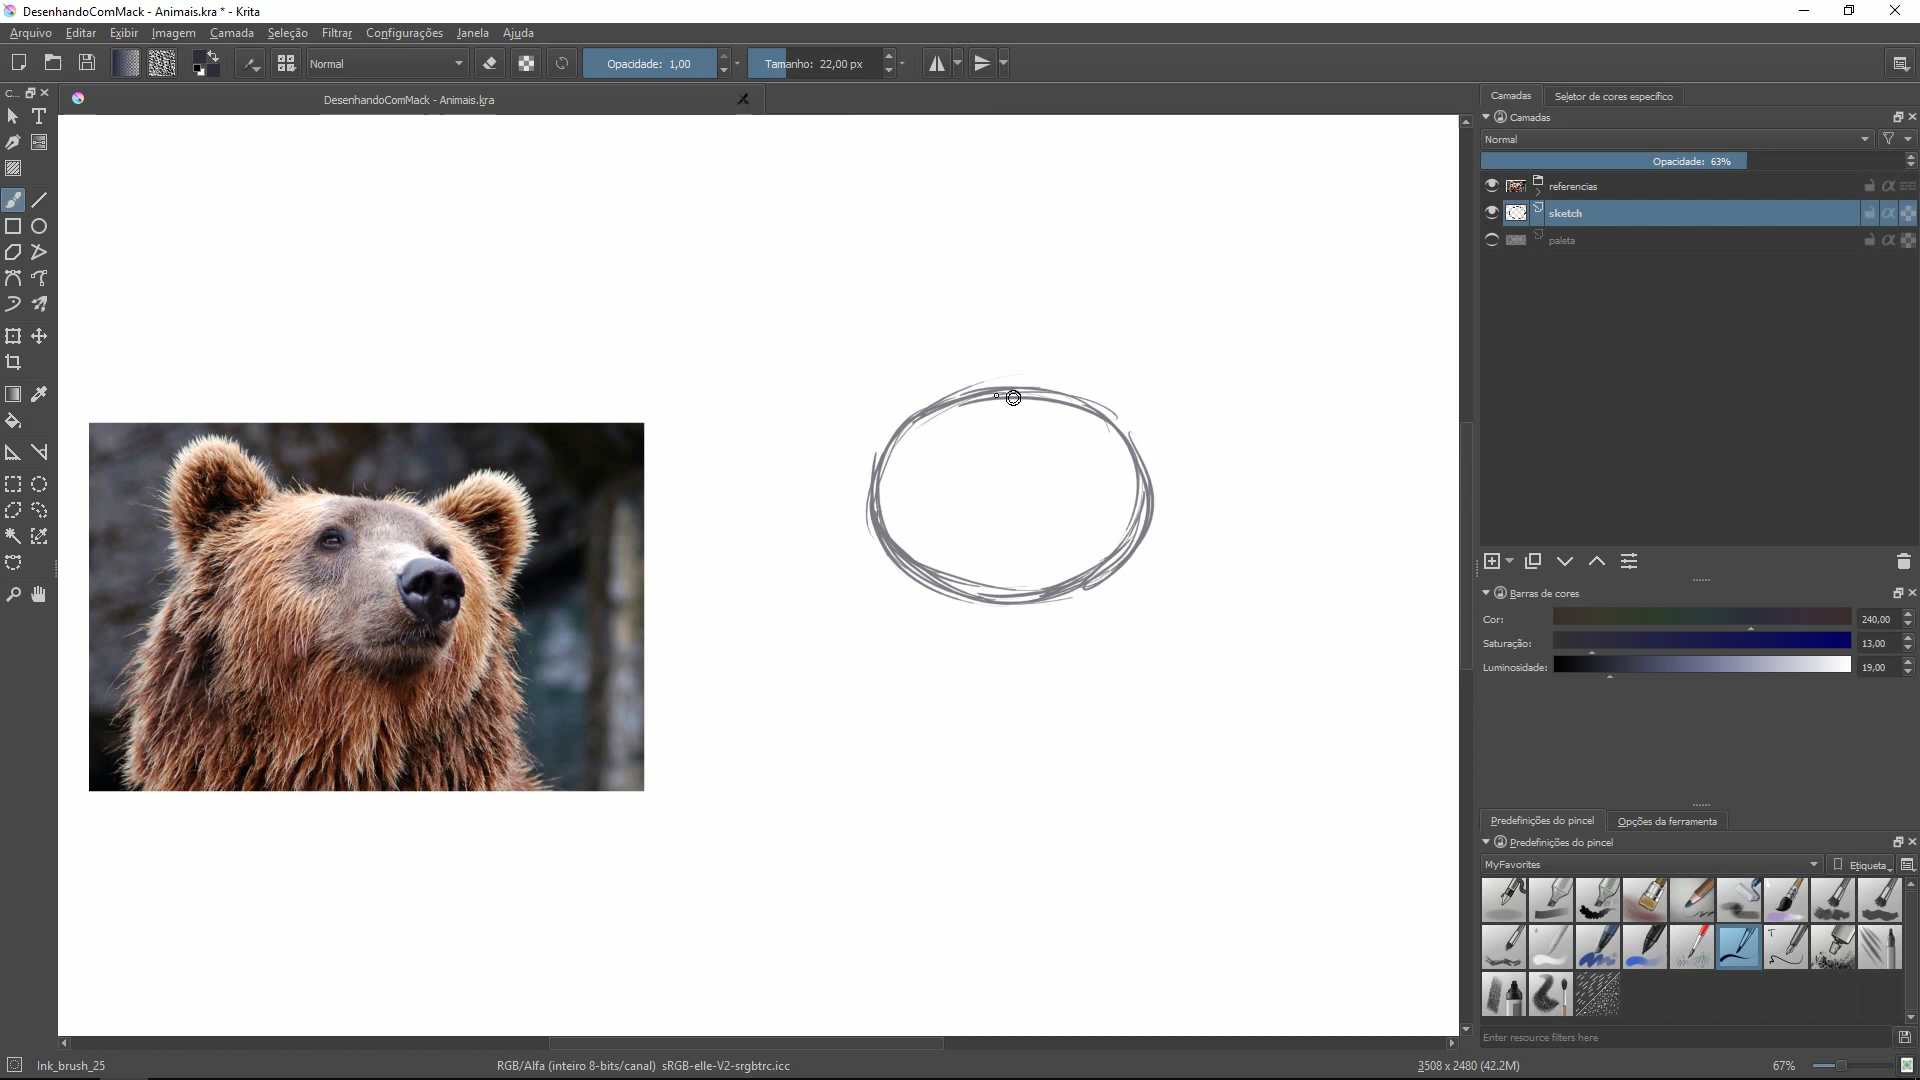 DesenhandoComMack - Animais.kra * - Krita
Arquivo Editar Exibir Imagem Camada Seleção Filtrar Configurações Janela Ajuda
Normal
Opacidade: 1,00
Tamanho: 22,00 px
C...
DesenhandoComMack - Animais.kra
Camadas
Seletor de cores específico
Camadas
Normal
Opacidade: 63%
referencias
sketch
paleta
Barras de cores
Cor: 240,00
Saturação: 13,00
Luminosidade: 19,00
Predefinições do pincel
Opções da ferramenta
Predefinições do pincel
MyFavorites
Etiqueta
Enter resource filters here
Ink_brush_25
RGB/Alfa (inteiro 8-bits/canal) sRGB-elle-V2-srgbtrc.icc
3508 x 2480 (42.2M)
67%